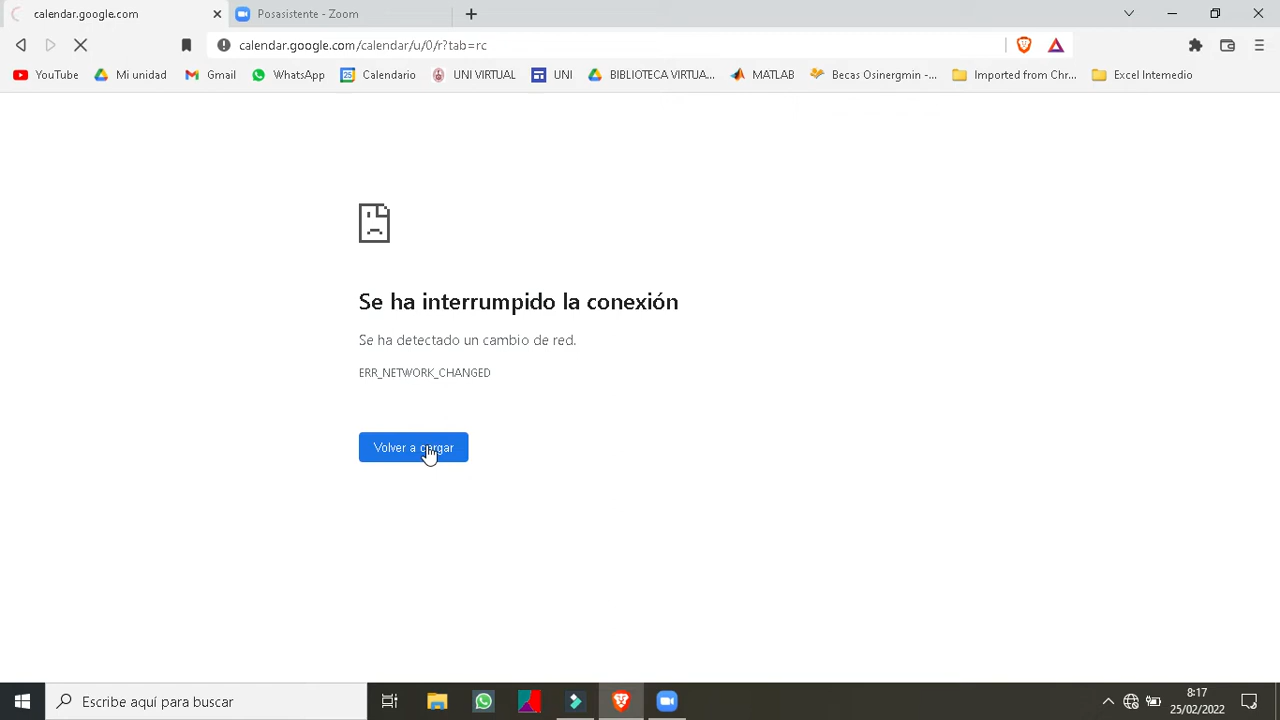 calendar.google.com
Posasistente - Zoom
calendar.google.com/calendar/u/0/r?tab=rc
YouTube
Mi unidad
Gmail
WhatsApp
Calendario
UNI VIRTUAL
UNI
BIBLIOTECA VIRTUA...
MATLAB
Becas Osinergmin -...
Imported from Chr...
Excel Intermedio
Se ha interrumpido la conexión
Se ha detectado un cambio de red.
ERR_NETWORK_CHANGED
Volver a cargar
Escribe aquí para buscar
8:17
25/02/2022